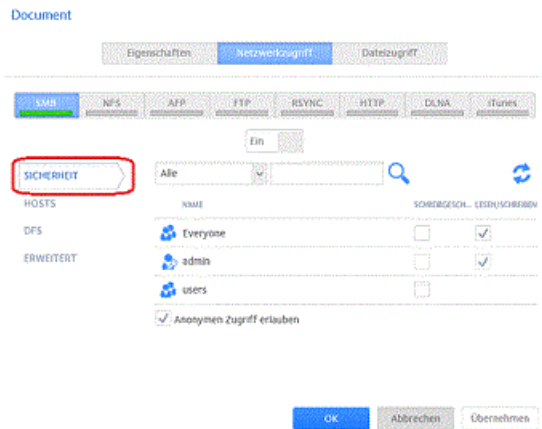 Document
Eigenschaften Netzwerkzugriff Dateizugriff
SMB NFS AFP FTP RSYNC HTTP DLNA iTunes
Ein
SICHERHEIT
Alle
HOSTS
NAME SCHREIBGESCH... LESEN/SCHREIBEN
DFS
Everyone
ERWEITERT
admin
users
Anonymen Zugriff erlauben
OK Abbrechen Übernehmen